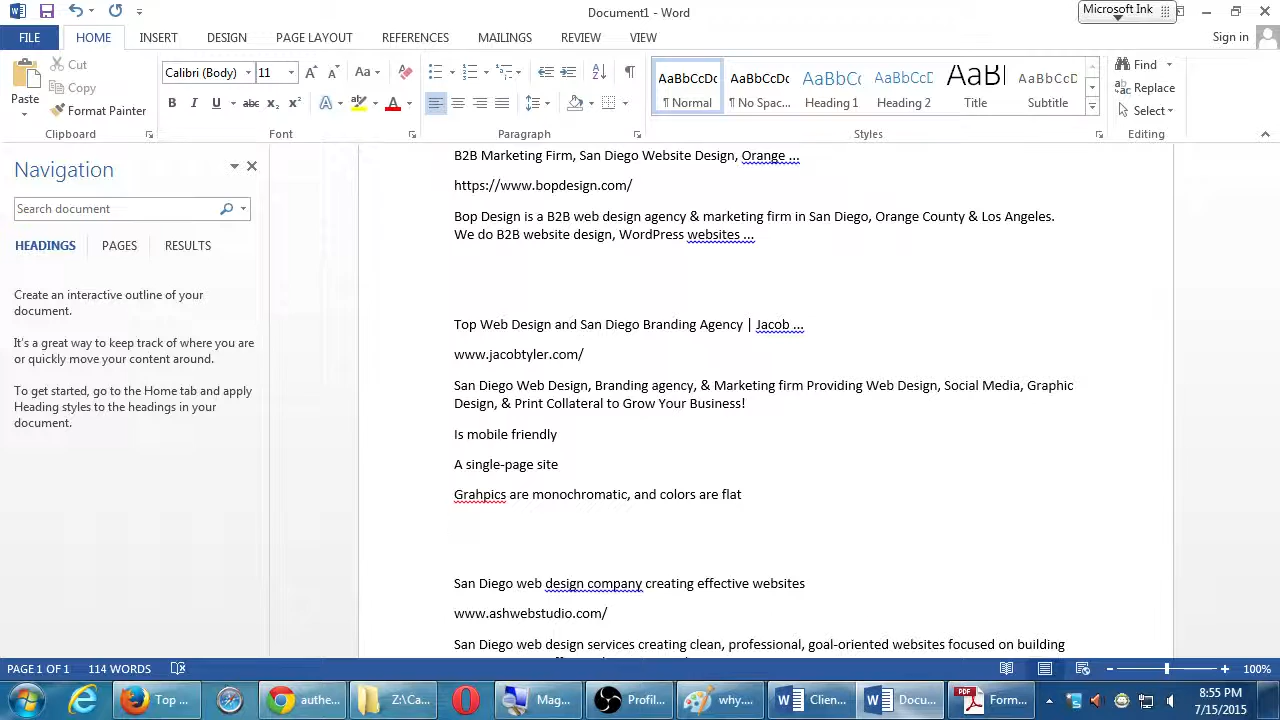 Document1 - Word
Microsoft Ink
FILE
HOME
INSERT
DESIGN
PAGE LAYOUT
REFERENCES
MAILINGS
REVIEW
VIEW
Sign in
Paste
Cut
Copy
Format Painter
Calibri (Body)
11
Aa
B I U abc x₂ x²
AaBbCcDc
AaBbCcDc
AaBbCc
AaBbCcD
AaB
AaBbCcD
¶ Normal
¶ No Spac...
Heading 1
Heading 2
Title
Subtitle
Find
Replace
Select
Clipboard
Font
Paragraph
Styles
Editing
Navigation
Search document
HEADINGS
PAGES
RESULTS
Create an interactive outline of your
document.
It's a great way to keep track of where you are
or quickly move your content around.
To get started, go to the Home tab and apply
Heading styles to the headings in your
document.
B2B Marketing Firm, San Diego Website Design, Orange ...
https://www.bopdesign.com/
Bop Design is a B2B web design agency & marketing firm in San Diego, Orange County & Los Angeles.
We do B2B website design, WordPress websites ...
Top Web Design and San Diego Branding Agency | Jacob ...
www.jacobtyler.com/
San Diego Web Design, Branding agency, & Marketing firm Providing Web Design, Social Media, Graphic
Design, & Print Collateral to Grow Your Business!
Is mobile friendly
A single-page site
Grahpics are monochromatic, and colors are flat
San Diego web design company creating effective websites
www.ashwebstudio.com/
San Diego web design services creating clean, professional, goal-oriented websites focused on building
PAGE 1 OF 1
114 WORDS
100%
Top ...
authe...
Z:\Ca...
Mag...
Profil...
why....
Clien...
Docu...
Form...
8:55 PM
7/15/2015